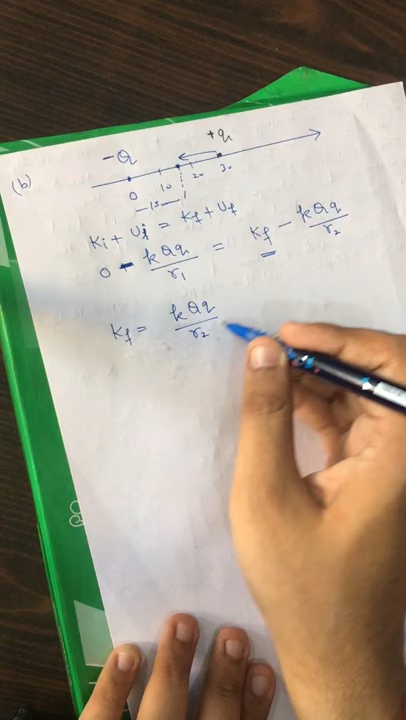 (b)
-Q +q
0 10 20 30
15
Ki + Ui = Kf + Uf
0 - kQq/r1 = Kf - kQq/r2
Kf = kQq/r2